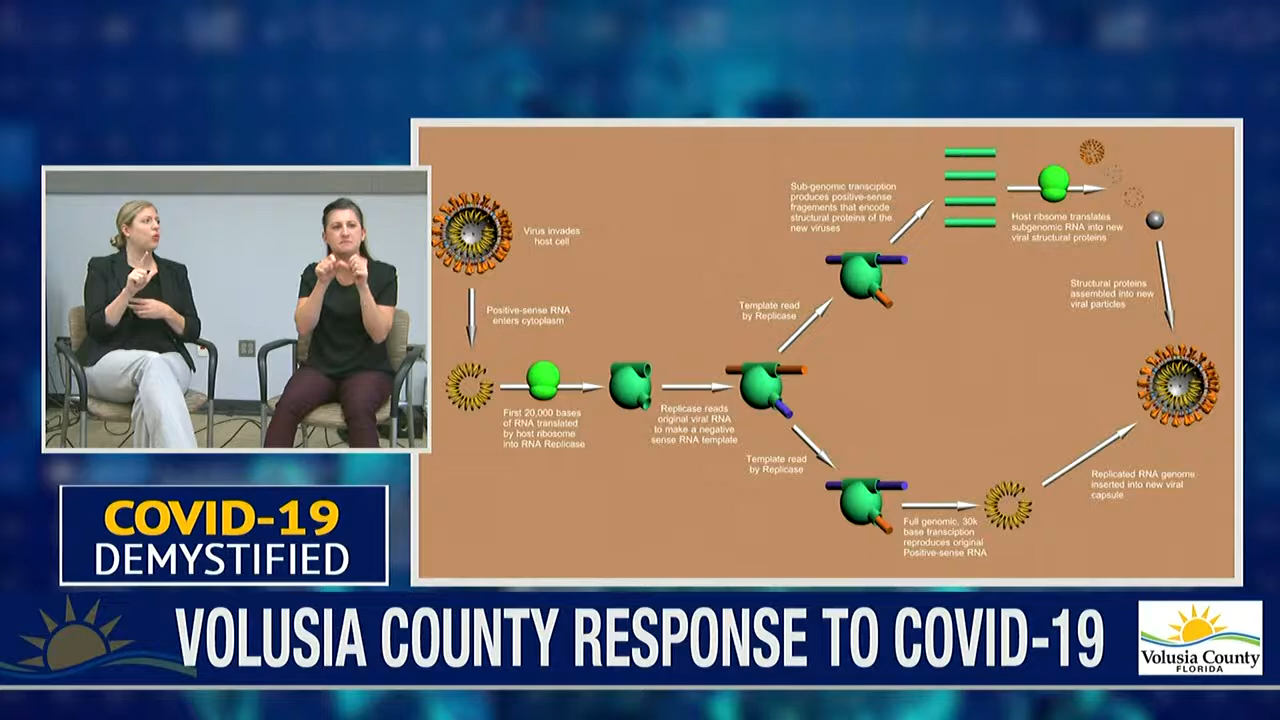 Virus invades
host cell
Positive-sense RNA
enters cytoplasm
First 20,000 bases
of RNA translated
by host ribosome
into RNA Replicase
Replicase reads
original viral RNA
to make a negative
sense RNA template
Template read
by Replicase
Sub-genomic transciption
produces positive-sense
fragements that encode
structural proteins of the
new viruses
Host ribsome translates
subgenomic RNA into new
viral structural proteins
Structural proteins
assembled into new
viral particles
Template read
by Replicase
Full genomic, 30k
base transciption
reproduces original
Positive-sense RNA
Replicated RNA genome
inserted into new viral
capsule
COVID-19
DEMYSTIFIED
VOLUSIA COUNTY RESPONSE TO COVID-19
Volusia County
FLORIDA